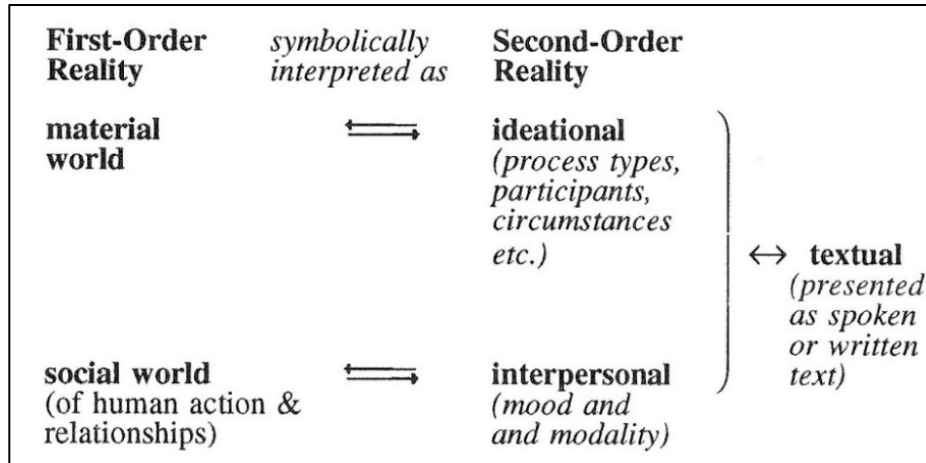 First-Order Reality
symbolically interpreted as
Second-Order Reality
material world
ideational
(process types,
participants,
circumstances
etc.)
↔ textual
(presented
as spoken
or written
text)
social world
(of human action &
relationships)
interpersonal
(mood and
and modality)